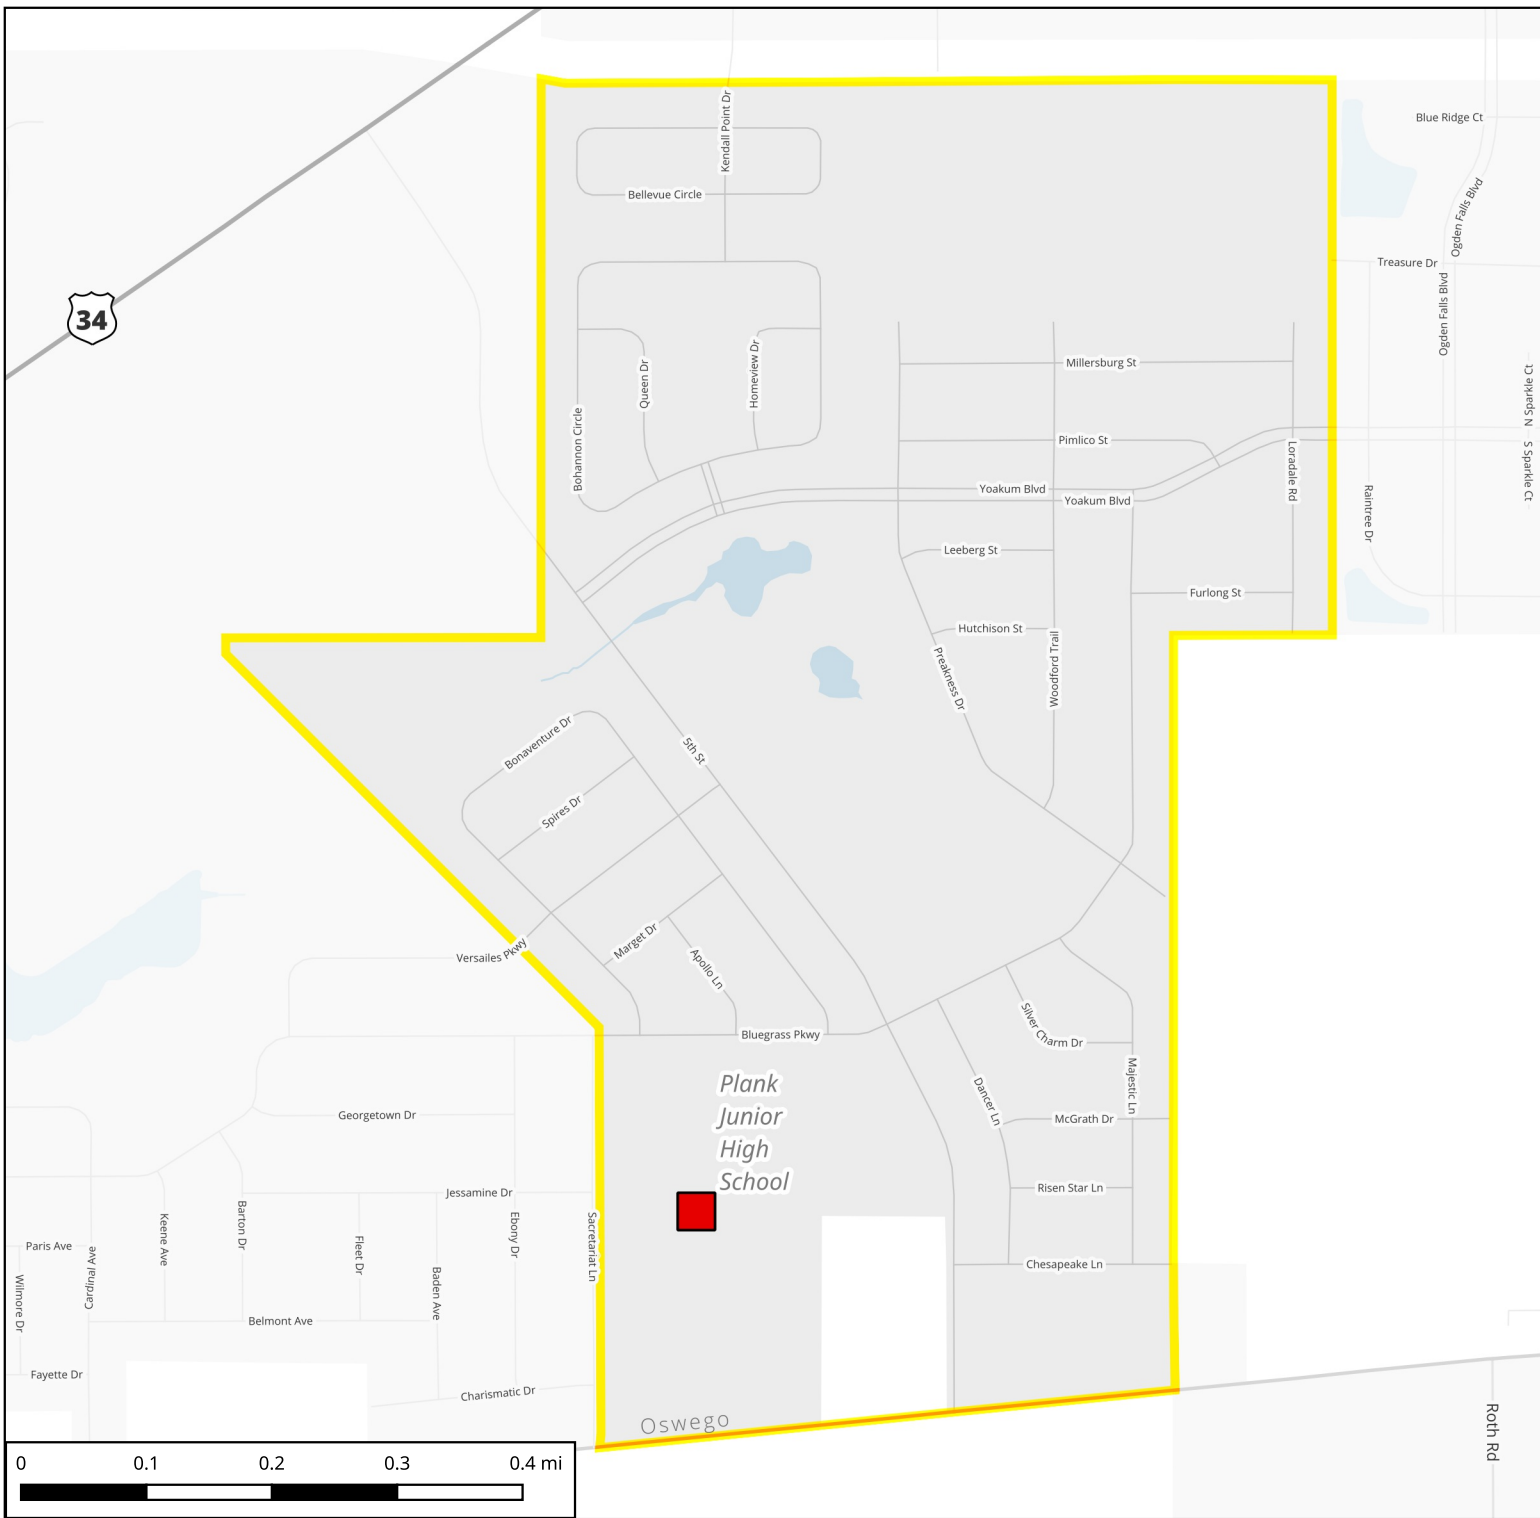 Kendall Point Dr
Blue Ridge Ct
Bellevue Circle
Ogden Falls Blvd
Treasure Dr
Ogden Falls Blvd
34
Queen Dr
Homeview Dr
Millersburg St
N Sparkle Ct
Bohannon Circle
Pimlico St
Loradale Rd
S Sparkle Ct
Yoakum Blvd
Yoakum Blvd
Raintree Dr
Leeberg St
Furlong St
Hutchison St
Woodford Trail
Preakness Dr
Bonaventure Dr
5th St
Spires Dr
Marget Dr
Versailes Pkwy
Apollo Ln
Bluegrass Pkwy
Silver Charm Dr
Majestic Ln
Plank
Junior
High
School
Dancer Ln
Georgetown Dr
McGrath Dr
Jessamine Dr
Risen Star Ln
Keene Ave
Barton Dr
Fleet Dr
Ebony Dr
Sacretariat Ln
Paris Ave
Cardinal Ave
Baden Ave
Chesapeake Ln
Wilmore Dr
Belmont Ave
Fayette Dr
Charismatic Dr
Oswego
Roth Rd
0 0.1 0.2 0.3 0.4 mi